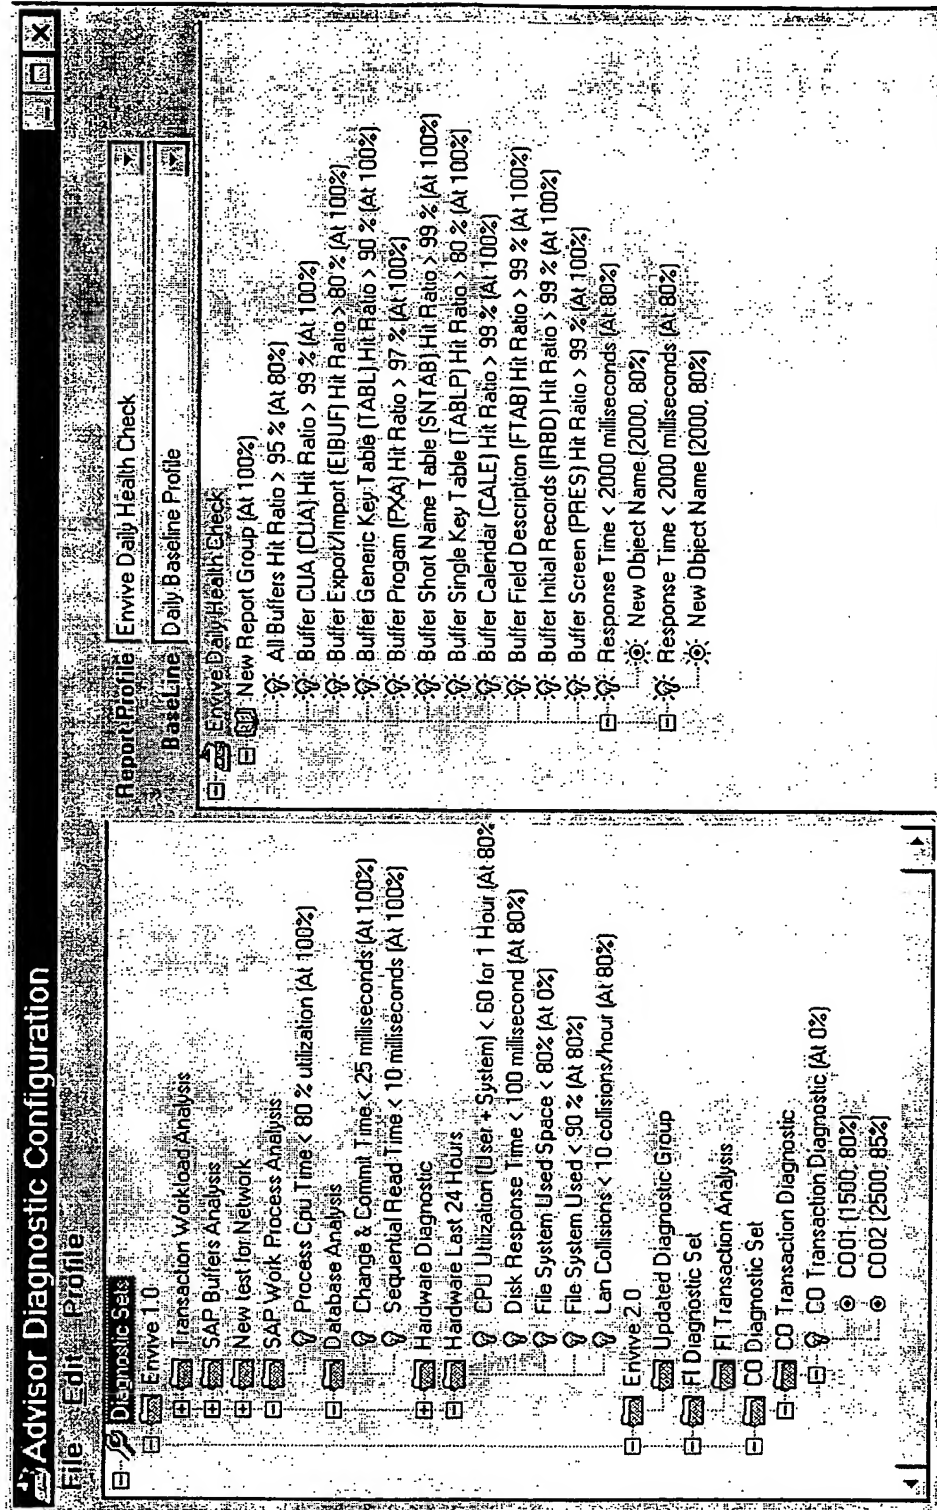 Advisor Diagnostic Configuration
File Edit Profile
Diagnostic Sets
Envive 1.0
Transaction Workload Analysis
SAP Buffers Analysis
New test for Network
SAP Work Process Analysis
Process Cpu Time < 80 % utilization (At 100%)
Database Analysis
Change & Commit Time < 25 milliseconds (At 100%)
Sequential Read Time < 10 milliseconds (At 100%)
Hardware Diagnostic
Hardware Last 24 Hours
CPU Utilization (User + System) < 60 for 1 Hour (At 80%
Disk Response Time < 100 millisecond (At 80%)
File System Used Space < 80% (At 0%)
File System Used < 90 % (At 80%)
Lan Collisions < 10 collisions/hour (At 80%)
Envive 2.0
Updated Diagnostic Group
FI Diagnostic Set
FI Transaction Analysis
CO Diagnostic Set
CO Transaction Diagnostic
CO Transaction Diagnostic (At 0%)
CO01 (1500, 80%)
CO02 (2500, 85%)
Report Profile Envive Daily Health Check
BaseLine Daily Baseline Profile
Envive Daily Health Check
New Report Group (At 100%)
All Buffers Hit Ratio > 95 % (At 80%)
Buffer CUA (CUA) Hit Ratio > 99 % (At 100%)
Buffer Export/Import (EIBUF) Hit Ratio > 80 % (At 100%)
Buffer Generic Key Table (TABL) Hit Ratio > 90 % (At 100%)
Buffer Progam (PXA) Hit Ratio > 97 % (At 100%)
Buffer Short Name Table (SNTAB) Hit Ratio > 99 % (At 100%)
Buffer Single Key Table (TABLP) Hit Ratio > 80 % (At 100%)
Buffer Calendar (CALE) Hit Ratio > 99 % (At 100%)
Buffer Field Description (FTAB) Hit Ratio > 99 % (At 100%)
Buffer Initial Records (IRBD) Hit Ratio > 99 % (At 100%)
Buffer Screen (PRES) Hit Ratio > 99 % (At 100%)
Response Time < 2000 milliseconds (At 80%)
New Object Name (2000, 80%)
Response Time < 2000 milliseconds (At 80%)
New Object Name (2000, 80%)